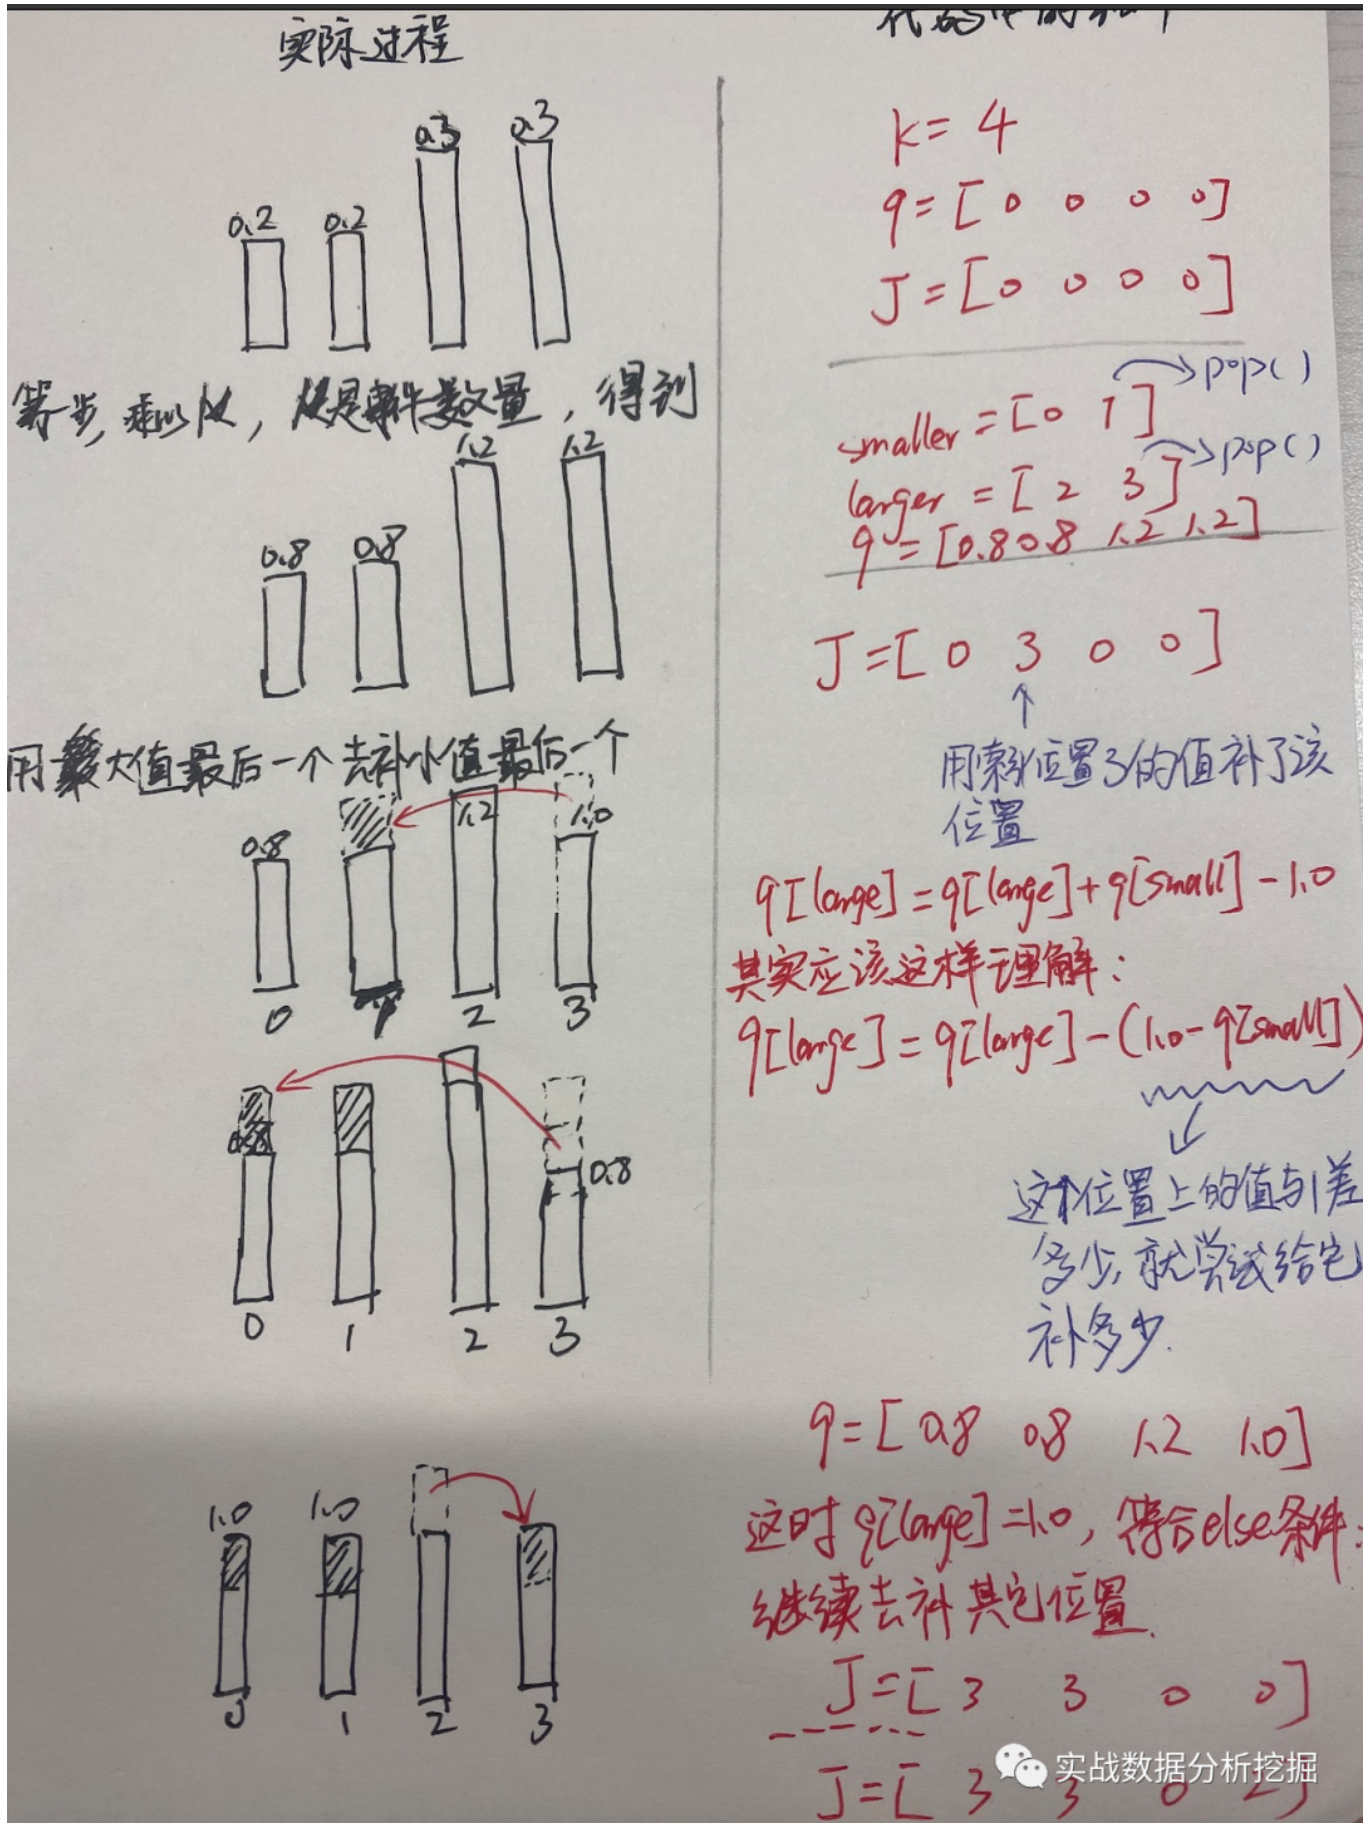 实际过程
0.2
0.2
0.3
0.3
第一步,乘以K,K是事件数量,得到
0.8
0.8
1.2
1.2
用最大值最后一个去补小值最后一个
0.8
1.2
1.0
0
1
2
3
0.8
0
1
2
3
1.0
1.0
0
1
2
3
K=4
q=[0 0 0 0]
J=[0 0 0 0]
smaller=[0 1] pop()
larger=[2 3] pop()
q=[0.8 0.8 1.2 1.2]
J=[0 3 0 0]
用索引位置3的值补了该
位置
q[large]=q[large]+q[small]-1.0
其实应该这样理解:
q[large]=q[large]-(1.0-q[small])
这个位置上的值与1差
多少,就尝试给它
补多少.
q=[0.8 0.8 1.2 1.0]
这时q[large]=1.0,符合else条件.
继续去补其它位置.
J=[3 3 0 0]
J=[3 3 0 2]
实战数据分析挖掘